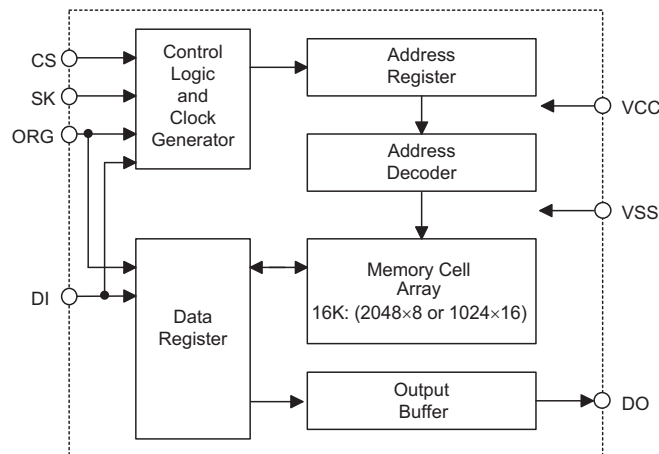 CS
SK
ORG
DI
Control
Logic
and
Clock
Generator
Address
Register
VCC
Address
Decoder
VSS
Data
Register
Memory Cell
Array
16K: (2048×8 or 1024×16)
Output
Buffer
DO